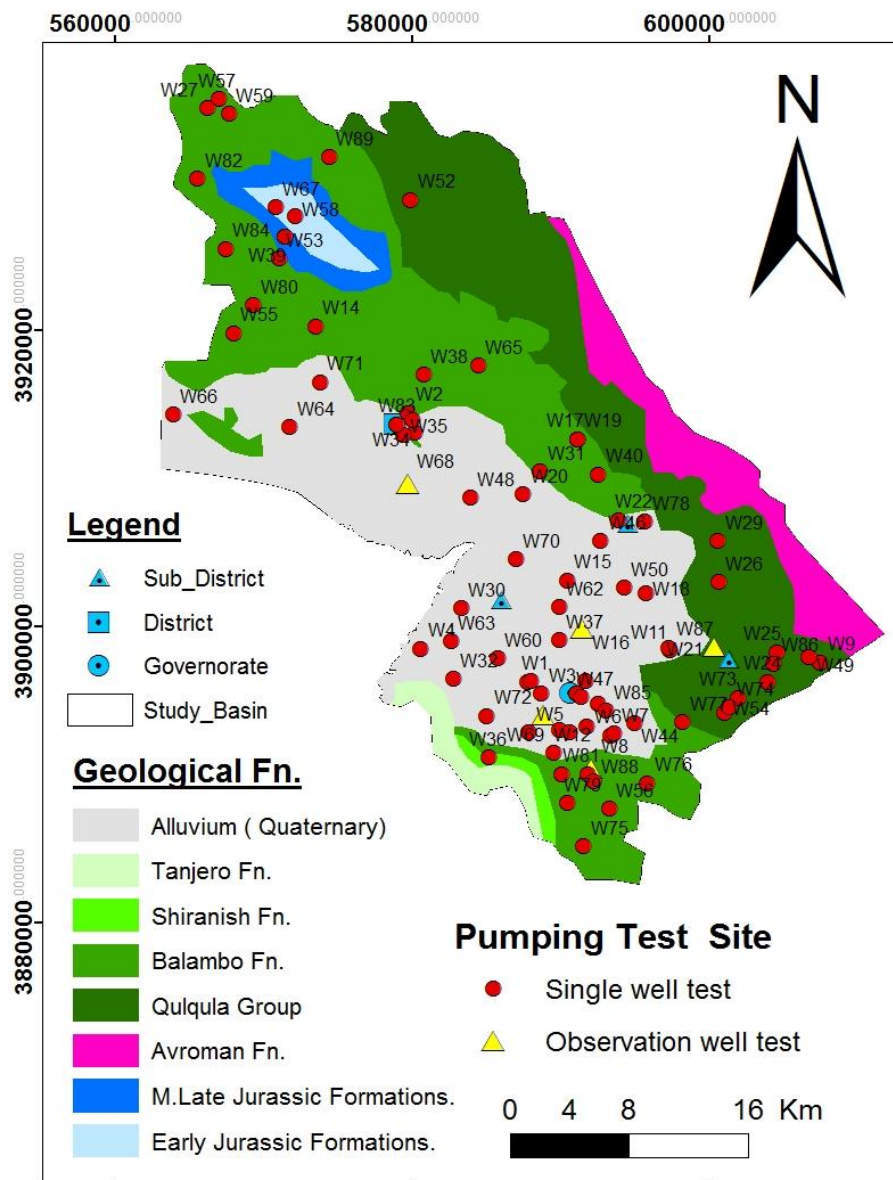 560000.000000 580000.000000 600000.000000
N
W57
W27
W59
W89
W82
W52
W67
W58
W84
W53
W39
W80
W14
W55
3920000.000000
W38
W65
W71
W66
W2
W83
W64
W35
W34
W17
W19
W31
W68
W40
W20
W48
Legend
W22
W78
W46
W29
W70
Sub_District
W15
W50
W26
W30
W62
W18
District
W63
W37
3900000.000000
W4
W16
W11
W87
W60
W21
W25
W86
W9
Governorate
W32
W1
W3
W24
W49
W47
W73
W74
Study_Basin
W72
W85
W77
W54
W5
W6
W7
W36
W69
W12
W8
W44
Geological Fn.
W81
W88
W76
W79
W56
Alluvium ( Quaternary)
W75
Tanjero Fn.
Shiranish Fn.
3880000.000000
Pumping Test Site
Balambo Fn.
Single well test
Qulqula Group
Avroman Fn.
Observation well test
M.Late Jurassic Formations.
0 4 8 16 Km
Early Jurassic Formations.